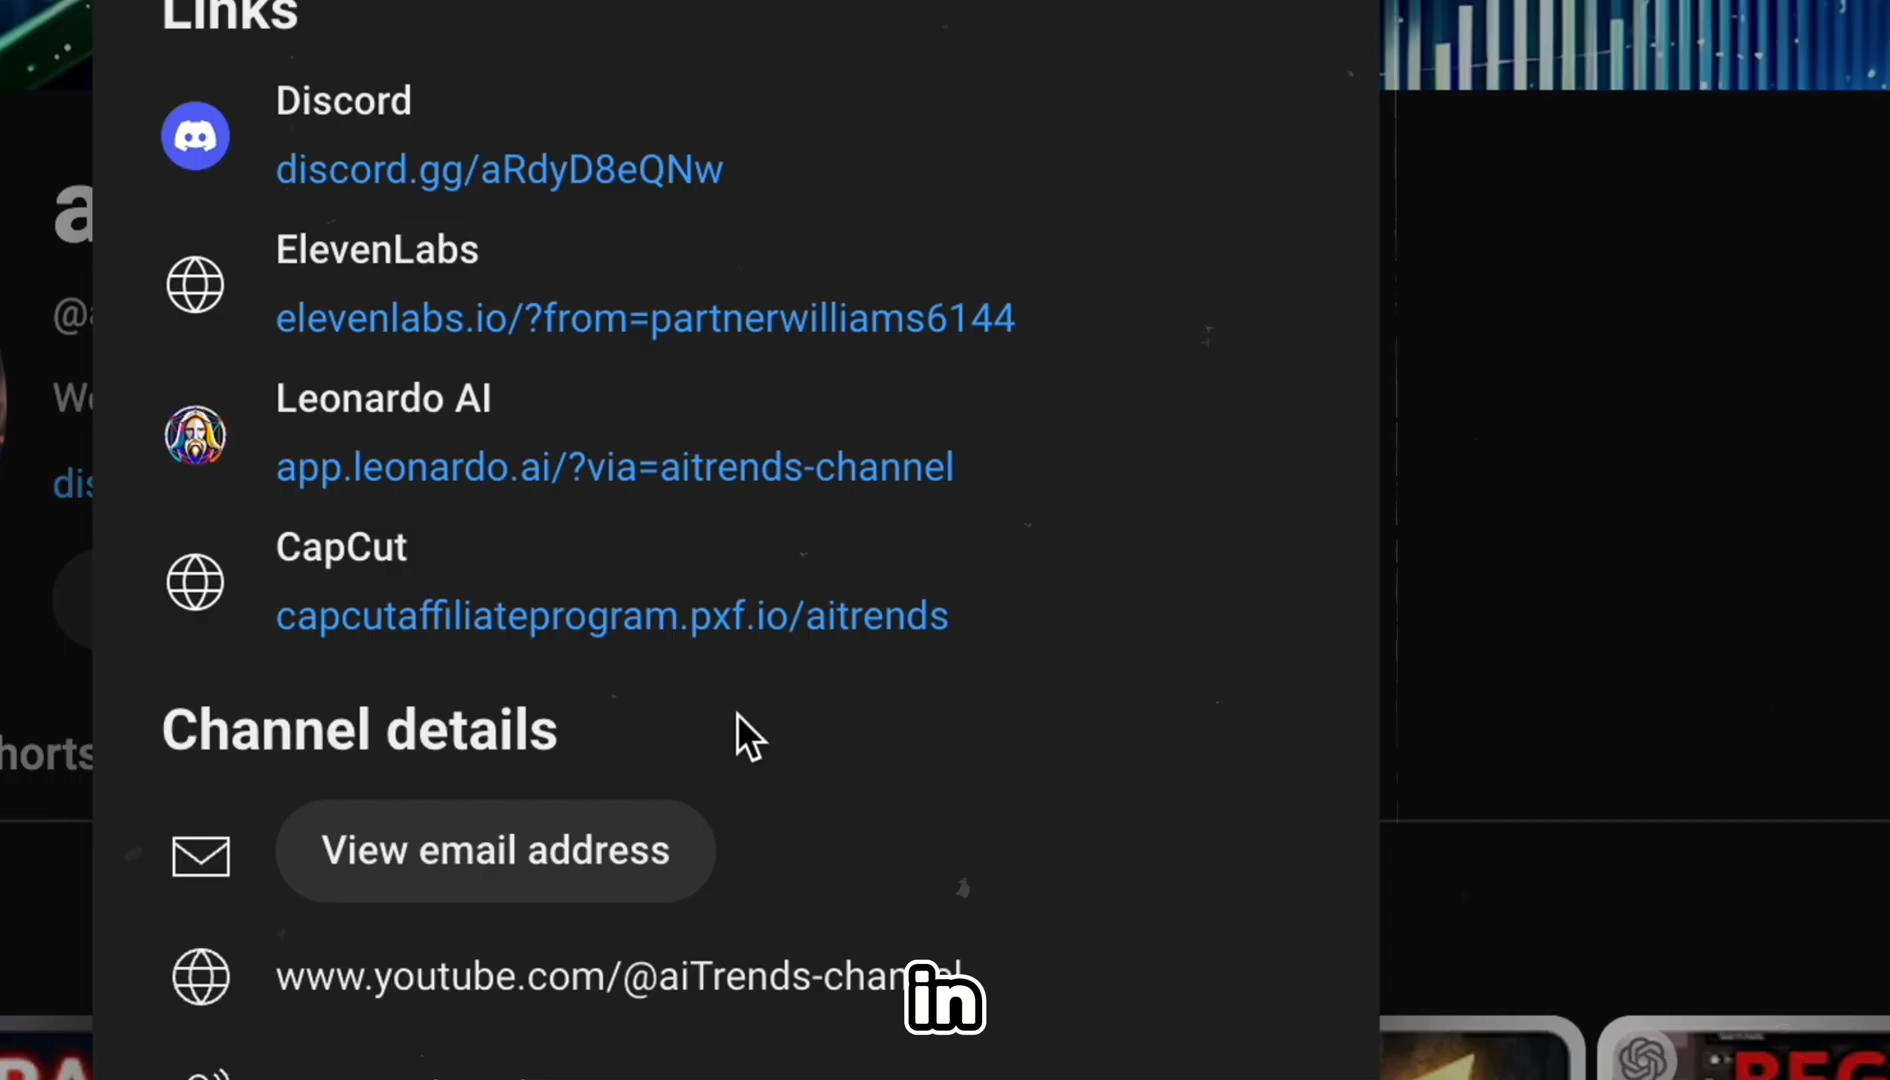 Links
Discord
discord.gg/aRdyD8eQNw
ElevenLabs
elevenlabs.io/?from=partnerwilliams6144
Leonardo AI
app.leonardo.ai/?via=aitrends-channel
CapCut
capcutaffiliateprogram.pxf.io/aitrends
Channel details
View email address
www.youtube.com/@aiTrends-channel
in